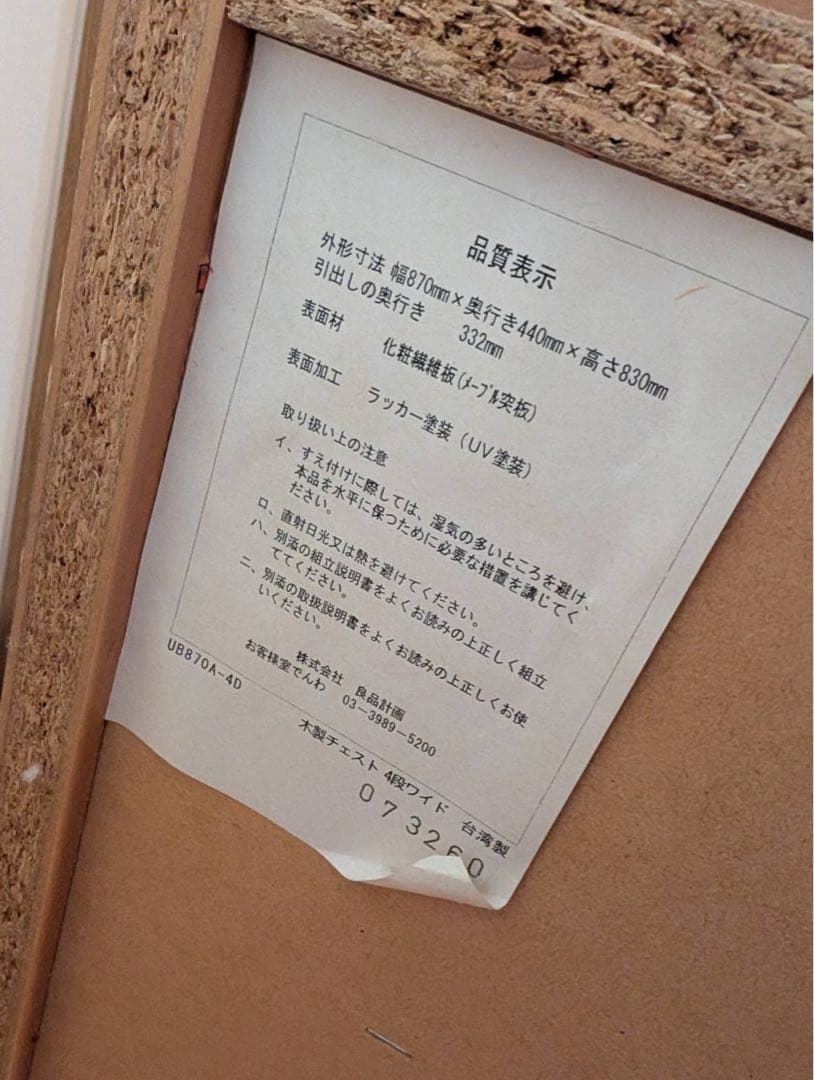 品質表示
外形寸法 幅870mm×奥行き440mm×高さ830mm
引出しの奥行き 332mm
表面材 化粧繊維板(ﾒｰﾌﾟﾙ突板)
表面加工 ラッカー塗装(UV塗装)
取り扱い上の注意
イ、すえ付けに際しては、湿気の多いところを避け、
本品を水平に保つために必要な措置を講じてく
ださい。
ロ、直射日光又は熱を避けてください。
ハ、別添の組立説明書をよくお読みの上正しく組立
ててください。
ニ、別添の取扱説明書をよくお読みの上正しくお使
いください。
株式会社 良品計画
お客様室でんわ 03-3989-5200
UB870A-4D
木製チェスト 4段ワイド 台湾製
073260